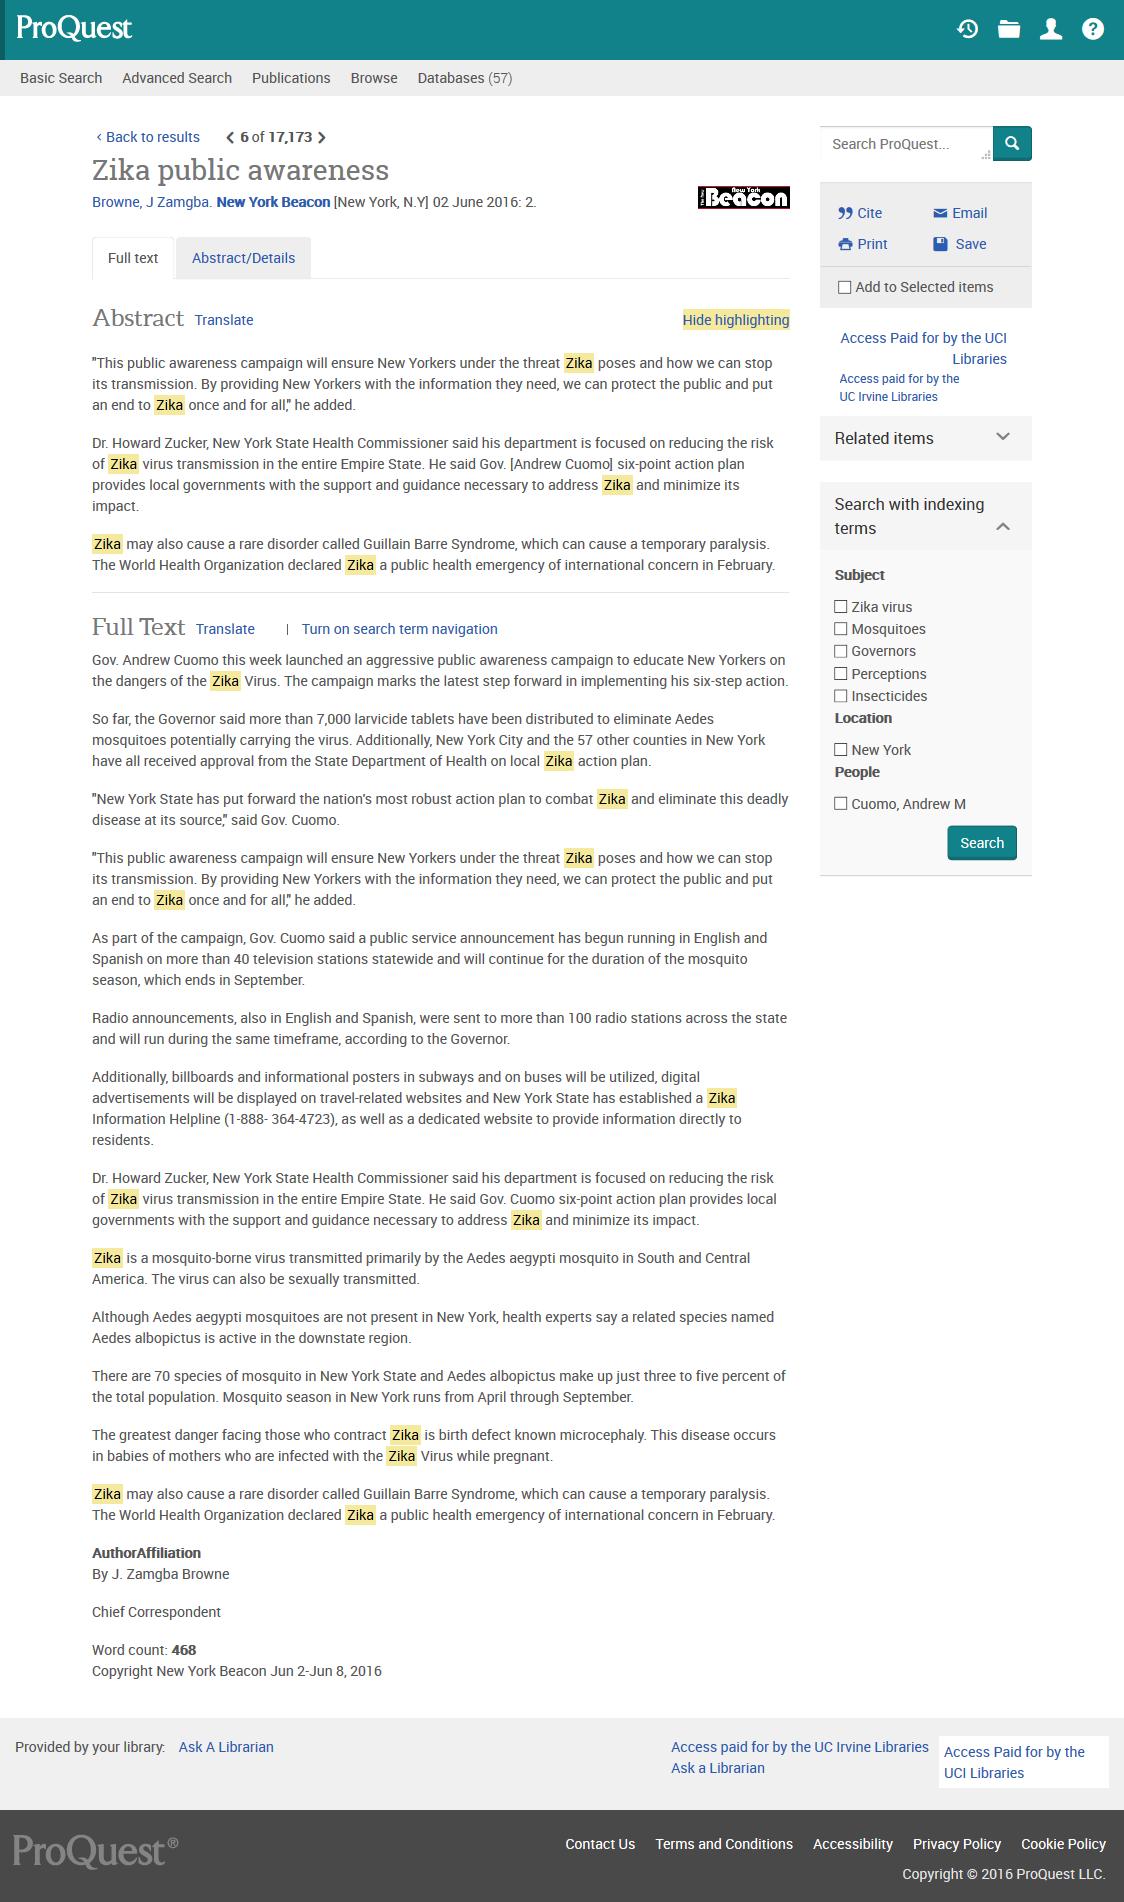 ProQuest
Basic Search Advanced Search Publications Browse Databases (57)
‹ Back to results 6 of 17,173
Zika public awareness
Browne, J Zamgba. New York Beacon [New York, N.Y] 02 June 2016: 2.
New York
Beacon
Full text Abstract/Details
Abstract Translate Hide highlighting
"This public awareness campaign will ensure New Yorkers under the threat Zika poses and how we can stop
its transmission. By providing New Yorkers with the information they need, we can protect the public and put
an end to Zika once and for all," he added.
Dr. Howard Zucker, New York State Health Commissioner said his department is focused on reducing the risk
of Zika virus transmission in the entire Empire State. He said Gov. [Andrew Cuomo] six-point action plan
provides local governments with the support and guidance necessary to address Zika and minimize its
impact.
Zika may also cause a rare disorder called Guillain Barre Syndrome, which can cause a temporary paralysis.
The World Health Organization declared Zika a public health emergency of international concern in February.
Full Text Translate | Turn on search term navigation
Gov. Andrew Cuomo this week launched an aggressive public awareness campaign to educate New Yorkers on
the dangers of the Zika Virus. The campaign marks the latest step forward in implementing his six-step action.
So far, the Governor said more than 7,000 larvicide tablets have been distributed to eliminate Aedes
mosquitoes potentially carrying the virus. Additionally, New York City and the 57 other counties in New York
have all received approval from the State Department of Health on local Zika action plan.
"New York State has put forward the nation's most robust action plan to combat Zika and eliminate this deadly
disease at its source," said Gov. Cuomo.
"This public awareness campaign will ensure New Yorkers under the threat Zika poses and how we can stop
its transmission. By providing New Yorkers with the information they need, we can protect the public and put
an end to Zika once and for all," he added.
As part of the campaign, Gov. Cuomo said a public service announcement has begun running in English and
Spanish on more than 40 television stations statewide and will continue for the duration of the mosquito
season, which ends in September.
Radio announcements, also in English and Spanish, were sent to more than 100 radio stations across the state
and will run during the same timeframe, according to the Governor.
Additionally, billboards and informational posters in subways and on buses will be utilized, digital
advertisements will be displayed on travel-related websites and New York State has established a Zika
Information Helpline (1-888- 364-4723), as well as a dedicated website to provide information directly to
residents.
Dr. Howard Zucker, New York State Health Commissioner said his department is focused on reducing the risk
of Zika virus transmission in the entire Empire State. He said Gov. Cuomo six-point action plan provides local
governments with the support and guidance necessary to address Zika and minimize its impact.
Zika is a mosquito-borne virus transmitted primarily by the Aedes aegypti mosquito in South and Central
America. The virus can also be sexually transmitted.
Although Aedes aegypti mosquitoes are not present in New York, health experts say a related species named
Aedes albopictus is active in the downstate region.
There are 70 species of mosquito in New York State and Aedes albopictus make up just three to five percent of
the total population. Mosquito season in New York runs from April through September.
The greatest danger facing those who contract Zika is birth defect known microcephaly. This disease occurs
in babies of mothers who are infected with the Zika Virus while pregnant.
Zika may also cause a rare disorder called Guillain Barre Syndrome, which can cause a temporary paralysis.
The World Health Organization declared Zika a public health emergency of international concern in February.
AuthorAffiliation
By J. Zamgba Browne
Chief Correspondent
Word count: 468
Copyright New York Beacon Jun 2-Jun 8, 2016
Search ProQuest...
Cite Email
Print Save
Add to Selected items
Access Paid for by the UCI
Libraries
Access paid for by the
UC Irvine Libraries
Related items
Search with indexing
terms
Subject
Zika virus
Mosquitoes
Governors
Perceptions
Insecticides
Location
New York
People
Cuomo, Andrew M
Search
Provided by your library: Ask A Librarian
Access paid for by the UC Irvine Libraries
Ask a Librarian
Access Paid for by the
UCI Libraries
ProQuest®
Contact Us Terms and Conditions Accessibility Privacy Policy Cookie Policy
Copyright © 2016 ProQuest LLC.